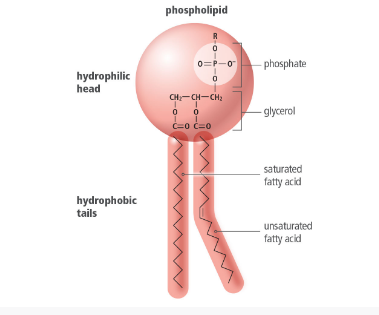 phospholipid
R
O
O=P–O⁻
O
phosphate
hydrophilic
head
CH₂–CH–CH₂
O O
C=O C=O
glycerol
saturated
fatty acid
hydrophobic
tails
unsaturated
fatty acid